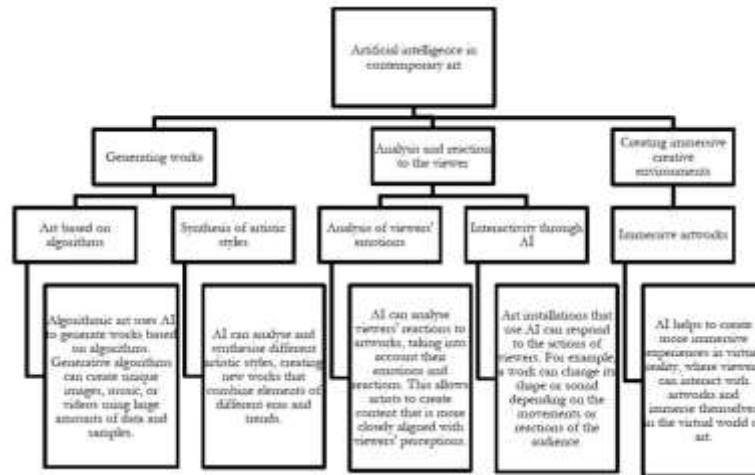 Artificial intelligence in
contemporary art
Generating works
Analysis and reaction
to the viewer
Creating immersive
creative
environments
Art based on
algorithms
Synthesis of artistic
styles
Analysis of viewers'
emotions
Interactivity through
AI
Immersive artworks
Algorithmic art uses AI
to generate works based
on algorithms.
Generative algorithms
can create unique
images, music, or
videos using large
amounts of data and
samples.
AI can analyse and
synthesise different
artistic styles, creating
new works that
combine elements of
different eras and
trends.
AI can analyse
viewers' reactions to
artworks, taking into
account their
emotions and
reactions. This allows
artists to create
content that is more
closely aligned with
viewers' perceptions.
Art installations that
use AI can respond to
the actions of
viewers. For example,
a work can change its
shape or sound
depending on the
movements or
reactions of the
audience
AI helps to create
more immersive
experiences in virtual
reality, where viewers
can interact with
artworks and
immerse themselves
in the virtual world of
art.